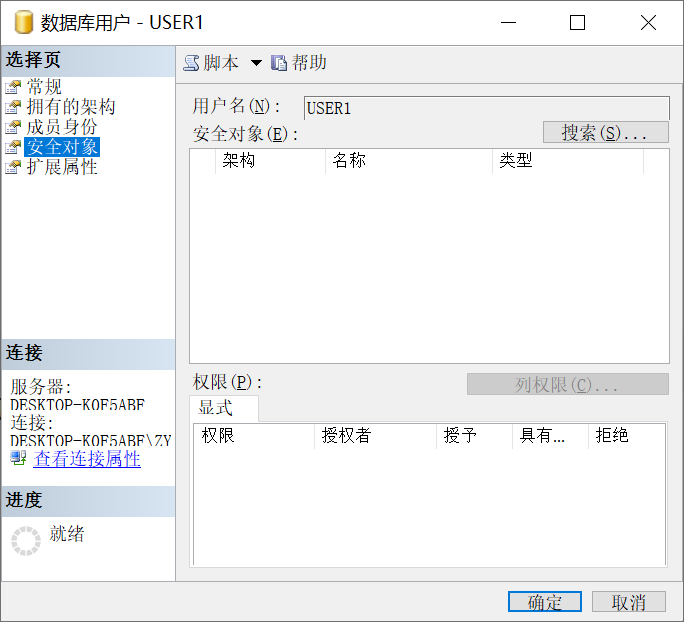 数据库用户 - USER1
选择页
常规
拥有的架构
成员身份
安全对象
扩展属性
脚本 帮助
用户名(N): USER1
安全对象(E): 搜索(S)...
架构 名称 类型
连接
服务器:
DESKTOP-K0F5ABF
连接:
DESKTOP-K0F5ABF\ZY
查看连接属性
进度
就绪
权限(P): 列权限(C)...
显式
权限 授权者 授予 具有... 拒绝
确定 取消